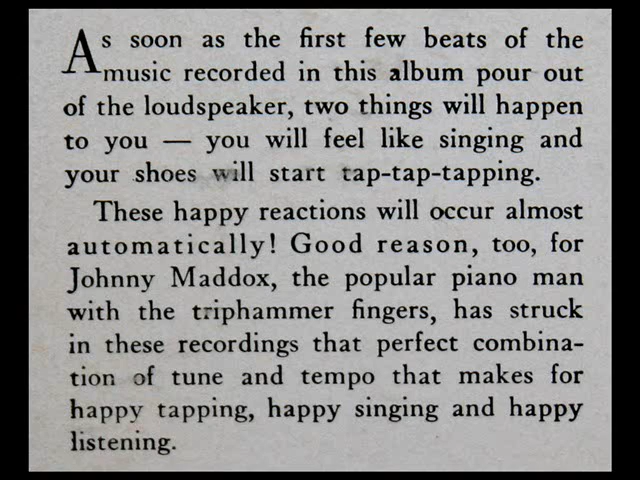 As soon as the first few beats of the
music recorded in this album pour out
of the loudspeaker, two things will happen
to you — you will feel like singing and
your shoes will start tap-tap-tapping.
These happy reactions will occur almost
automatically! Good reason, too, for
Johnny Maddox, the popular piano man
with the triphammer fingers, has struck
in these recordings that perfect combina-
tion of tune and tempo that makes for
happy tapping, happy singing and happy
listening.